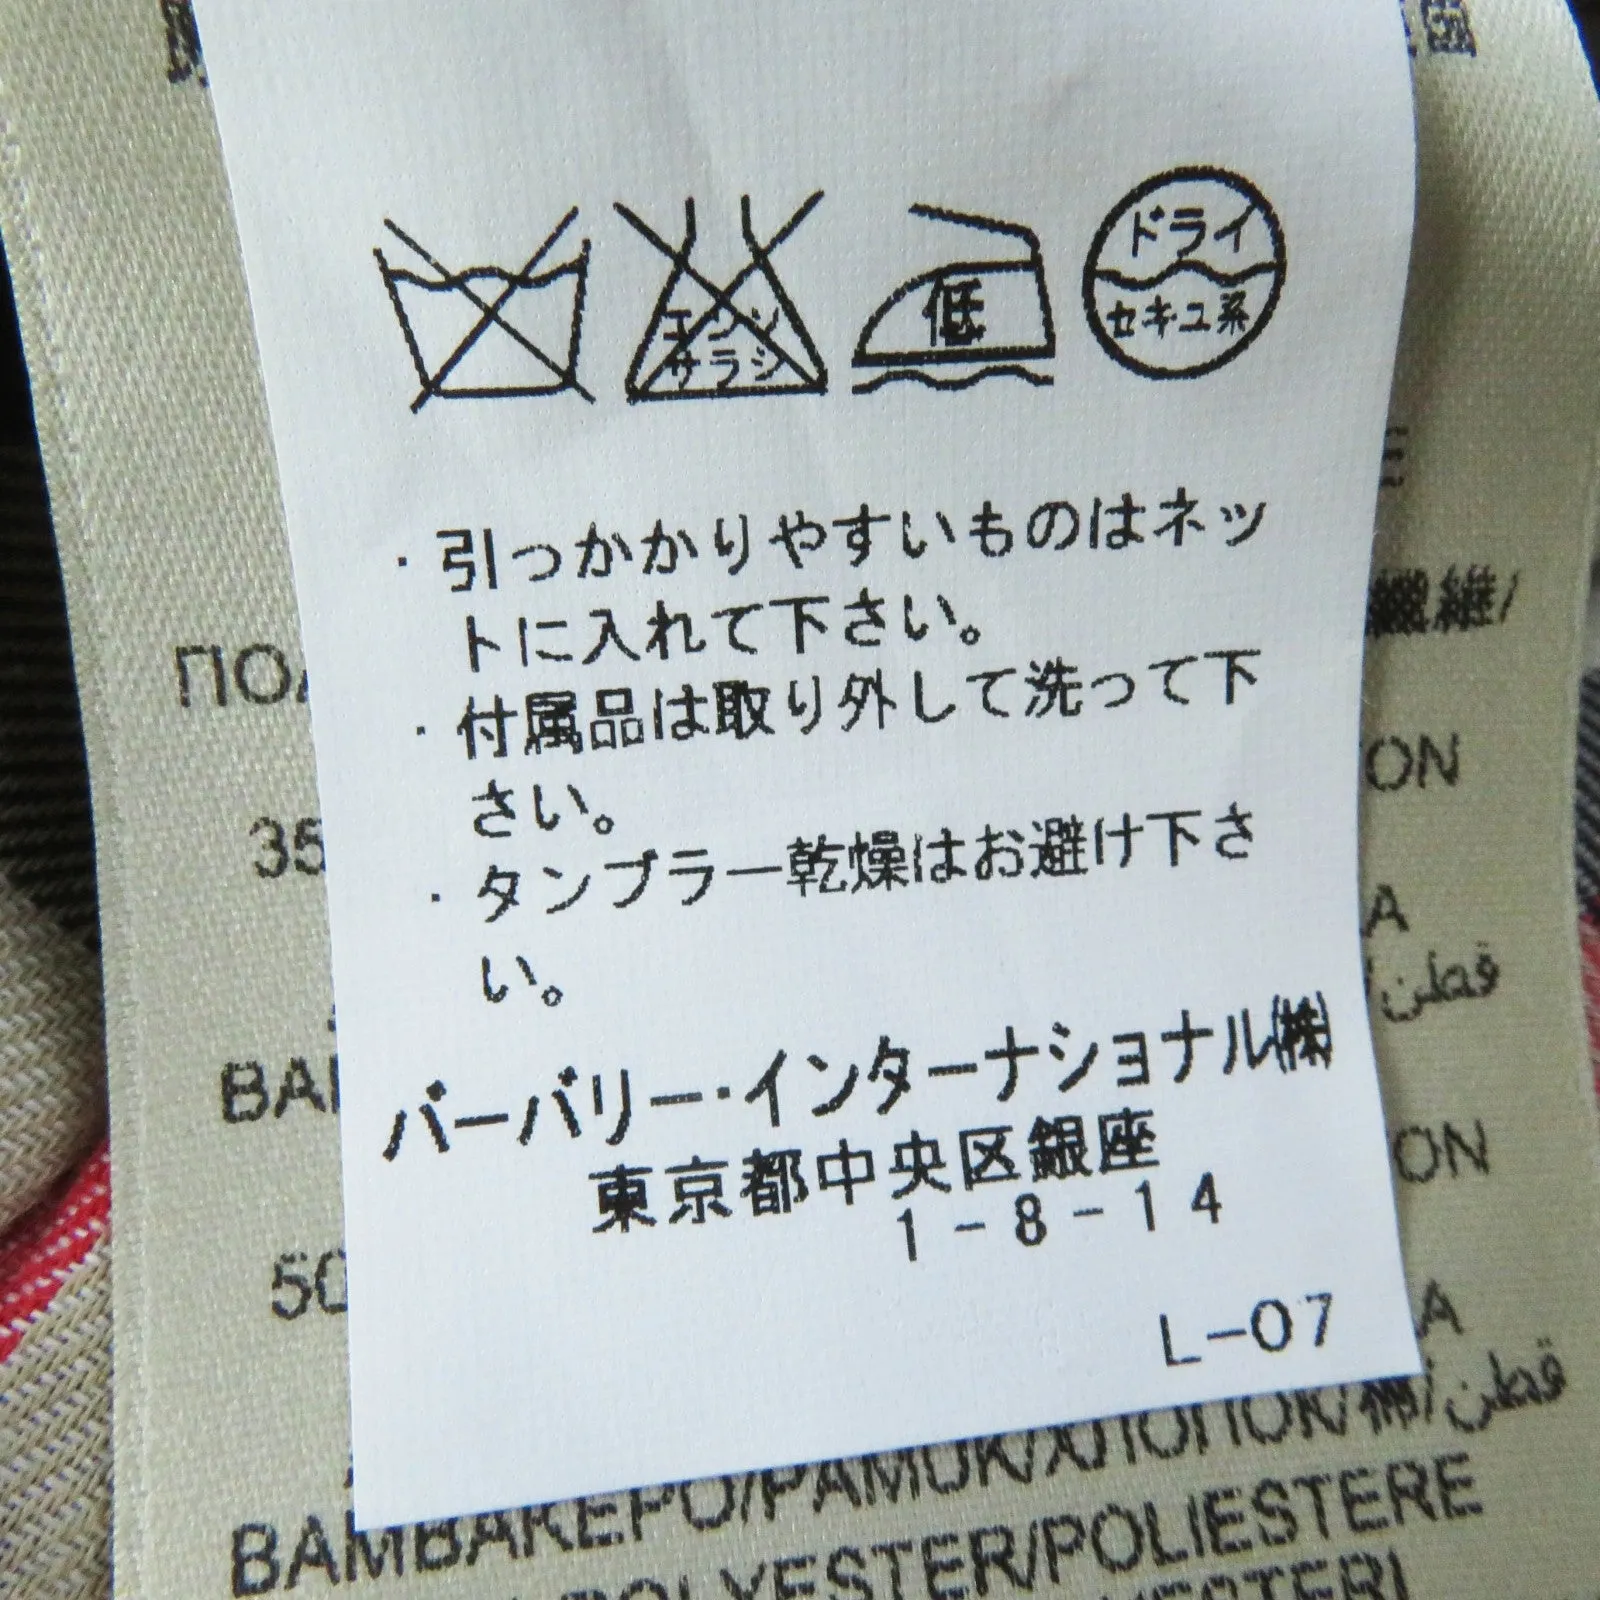 ドライ
セキユ系
エンソ
サラシ
低
・引っかかりやすいものはネッ
トに入れて下さい。
・付属品は取り外して洗って下
さい。
・タンブラー乾燥はお避け下さ
い。
バーバリー・インターナショナル㈱
東京都中央区銀座
1-8-14
L-07
ПОЛ
35
BAM
50
E
維/
ON
A
قطن/
ON
A
BAMBAKEPO/PAMUK/ХЛОПОК/棉/قطن
POLYESTER/POLIESTERE